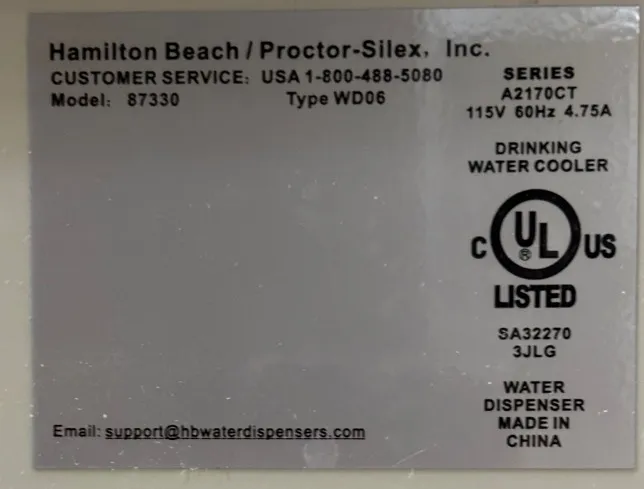 Hamilton Beach / Proctor-Silex, Inc.
CUSTOMER SERVICE: USA 1-800-488-5080
Model: 87330 Type WD06
SERIES
A2170CT
115V 60Hz 4.75A
DRINKING
WATER COOLER
C UL US
®
LISTED
SA32270
3JLG
WATER
DISPENSER
MADE IN
CHINA
Email: support@hbwaterdispensers.com